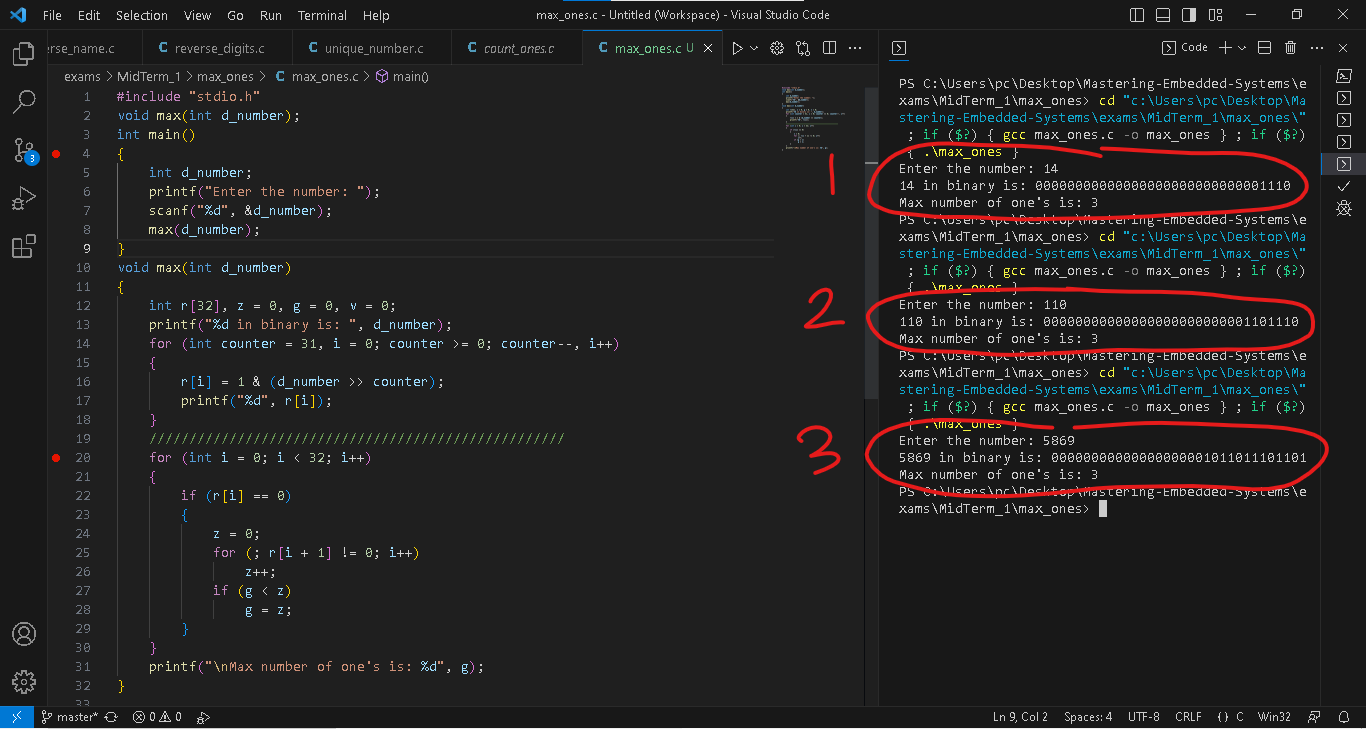 File Edit Selection View Go Run Terminal Help
max_ones.c - Untitled (Workspace) - Visual Studio Code
erse_name.c
C reverse_digits.c
C unique_number.c
C count_ones.c
C max_ones.c U
Code
exams > MidTerm_1 > max_ones > C max_ones.c > main()
1 #include "stdio.h"
2 void max(int d_number);
3 int main()
4 {
5 int d_number;
6 printf("Enter the number: ");
7 scanf("%d", &d_number);
8 max(d_number);
9 }
10 void max(int d_number)
11 {
12 int r[32], z = 0, g = 0, v = 0;
13 printf("%d in binary is: ", d_number);
14 for (int counter = 31, i = 0; counter >= 0; counter--, i++)
15 {
16 r[i] = 1 & (d_number >> counter);
17 printf("%d", r[i]);
18 }
19 ////////////////////////////////////////////////////
20 for (int i = 0; i < 32; i++)
21 {
22 if (r[i] == 0)
23 {
24 z = 0;
25 for (; r[i + 1] != 0; i++)
26 z++;
27 if (g < z)
28 g = z;
29 }
30 }
31 printf("\nMax number of one's is: %d", g);
32 }
33
PS C:\Users\pc\Desktop\Mastering-Embedded-Systems\e
xams\MidTerm_1\max_ones> cd "c:\Users\pc\Desktop\Ma
stering-Embedded-Systems\exams\MidTerm_1\max_ones\"
; if ($?) { gcc max_ones.c -o max_ones } ; if ($?)
{ .\max_ones }
1
Enter the number: 14
14 in binary is: 00000000000000000000000000001110
Max number of one's is: 3
PS C:\Users\pc\Desktop\Mastering-Embedded-Systems\e
xams\MidTerm_1\max_ones> cd "c:\Users\pc\Desktop\Ma
stering-Embedded-Systems\exams\MidTerm_1\max_ones\"
; if ($?) { gcc max_ones.c -o max_ones } ; if ($?)
{ .\max_ones }
2
Enter the number: 110
110 in binary is: 00000000000000000000000001101110
Max number of one's is: 3
PS C:\Users\pc\Desktop\Mastering-Embedded-Systems\e
xams\MidTerm_1\max_ones> cd "c:\Users\pc\Desktop\Ma
stering-Embedded-Systems\exams\MidTerm_1\max_ones\"
; if ($?) { gcc max_ones.c -o max_ones } ; if ($?)
{ .\max_ones }
3
Enter the number: 5869
5869 in binary is: 00000000000000000001011011101101
Max number of one's is: 3
PS C:\Users\pc\Desktop\Mastering-Embedded-Systems\e
xams\MidTerm_1\max_ones>
3
master* 0 0
Ln 9, Col 2 Spaces: 4 UTF-8 CRLF {} C Win32